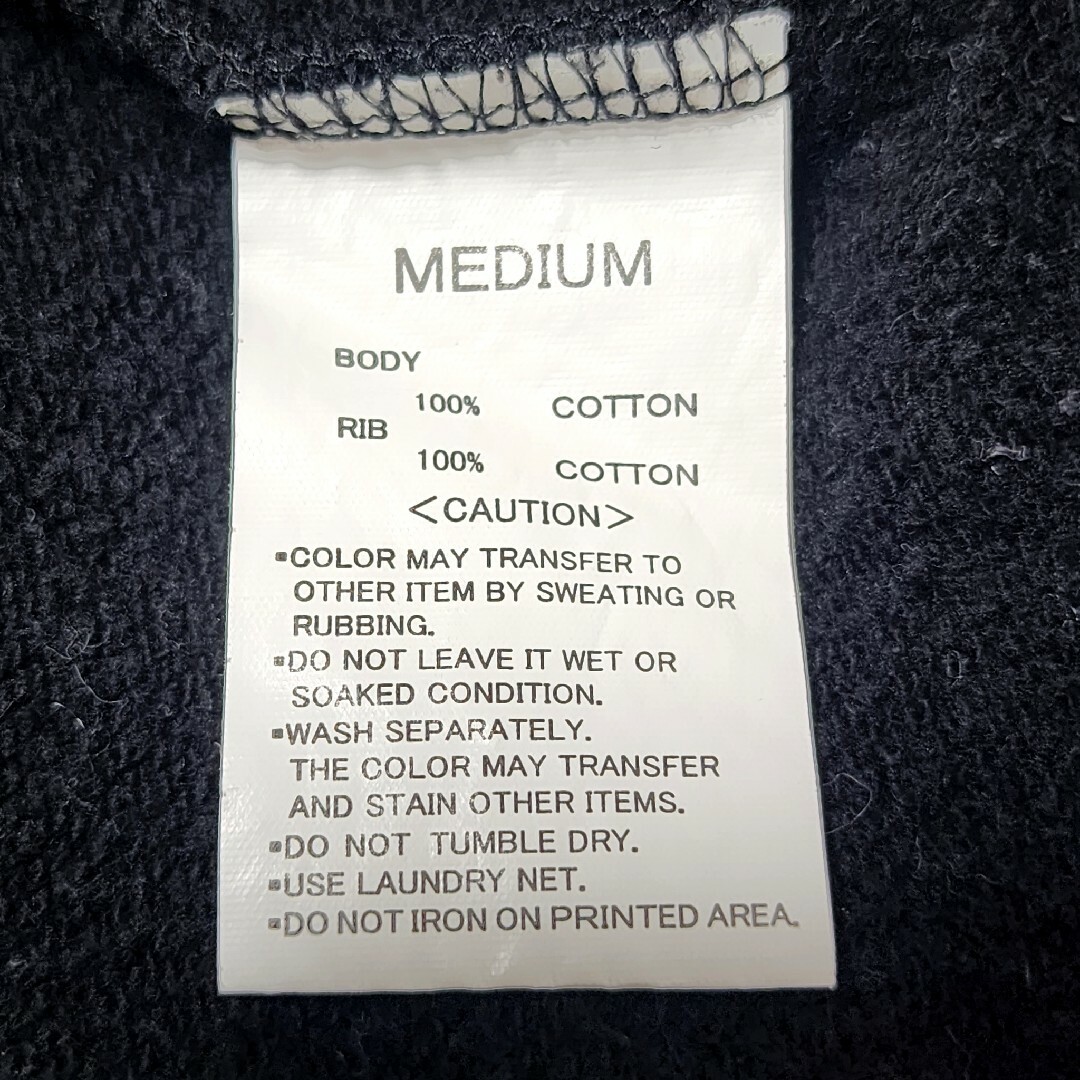 MEDIUM
BODY
100% COTTON
RIB
100% COTTON
<CAUTION>
▪COLOR MAY TRANSFER TO
OTHER ITEM BY SWEATING OR
RUBBING.
▪DO NOT LEAVE IT WET OR
SOAKED CONDITION.
▪WASH SEPARATELY.
THE COLOR MAY TRANSFER
AND STAIN OTHER ITEMS.
▪DO NOT TUMBLE DRY.
▪USE LAUNDRY NET.
▪DO NOT IRON ON PRINTED AREA.